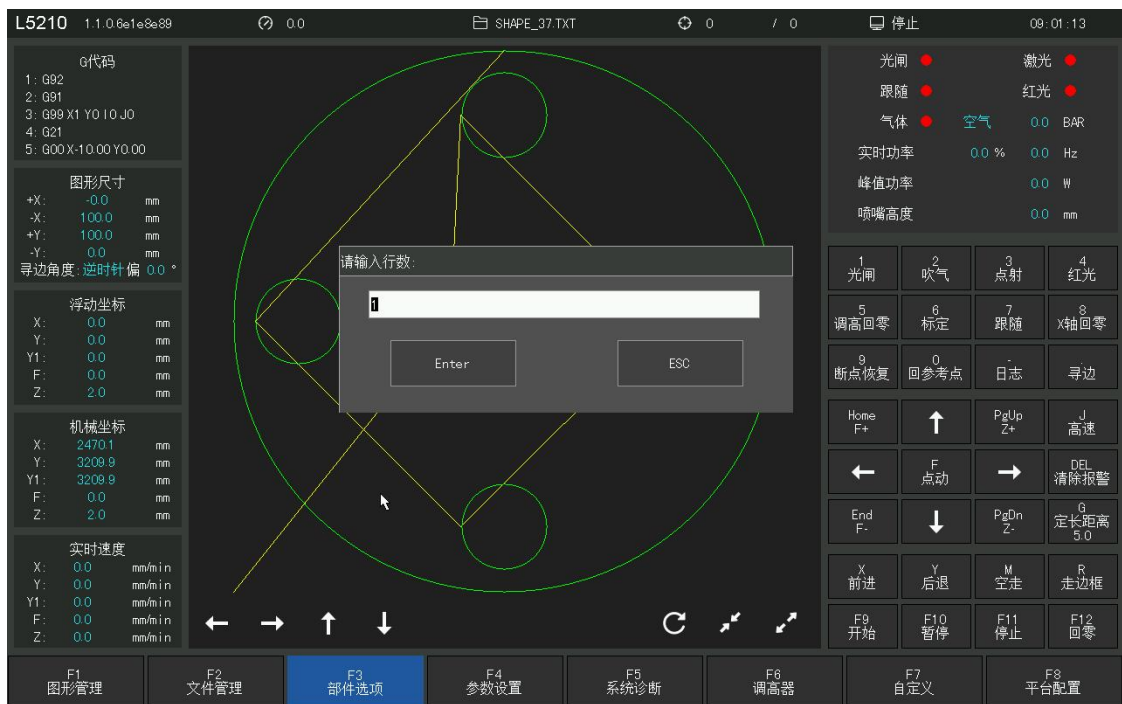 L5210 1.1.0.6e1e8e89 0.0 SHAPE_37.TXT 0 / 0 停止 09:01:13
G代码
1: G92
2: G91
3: G99 X1 Y0 I0 J0
4: G21
5: G00 X-10.00 Y0.00
图形尺寸
+X: -0.0 mm
-X: 100.0 mm
+Y: 100.0 mm
-Y: 0.0 mm
寻边角度:逆时针偏 0.0 °
浮动坐标
X: 0.0 mm
Y: 0.0 mm
Y1: 0.0 mm
F: 0.0 mm
Z: 2.0 mm
机械坐标
X: 2470.1 mm
Y: 3209.9 mm
Y1: 3209.9 mm
F: 0.0 mm
Z: 2.0 mm
实时速度
X: 0.0 mm/min
Y: 0.0 mm/min
Y1: 0.0 mm/min
F: 0.0 mm/min
Z: 0.0 mm/min
请输入行数:
1
Enter ESC
光闸 激光
跟随 红光
气体 空气 0.0 BAR
实时功率 0.0 % 0.0 Hz
峰值功率 0.0 W
喷嘴高度 0.0 mm
1 2 3 4
光闸 吹气 点射 红光
5 6 7 8
调高回零 标定 跟随 X轴回零
9 0 - .
断点恢复 回参考点 日志 寻边
Home PgUp J
F+ Z+ 高速
F DEL
点动 清除报警
End PgDn G
F- Z- 定长距离
5.0
X Y M R
前进 后退 空走 走边框
F9 F10 F11 F12
开始 暂停 停止 回零
F1 F2 F3 F4 F5 F6 F7 F8
图形管理 文件管理 部件选项 参数设置 系统诊断 调高器 自定义 平台配置